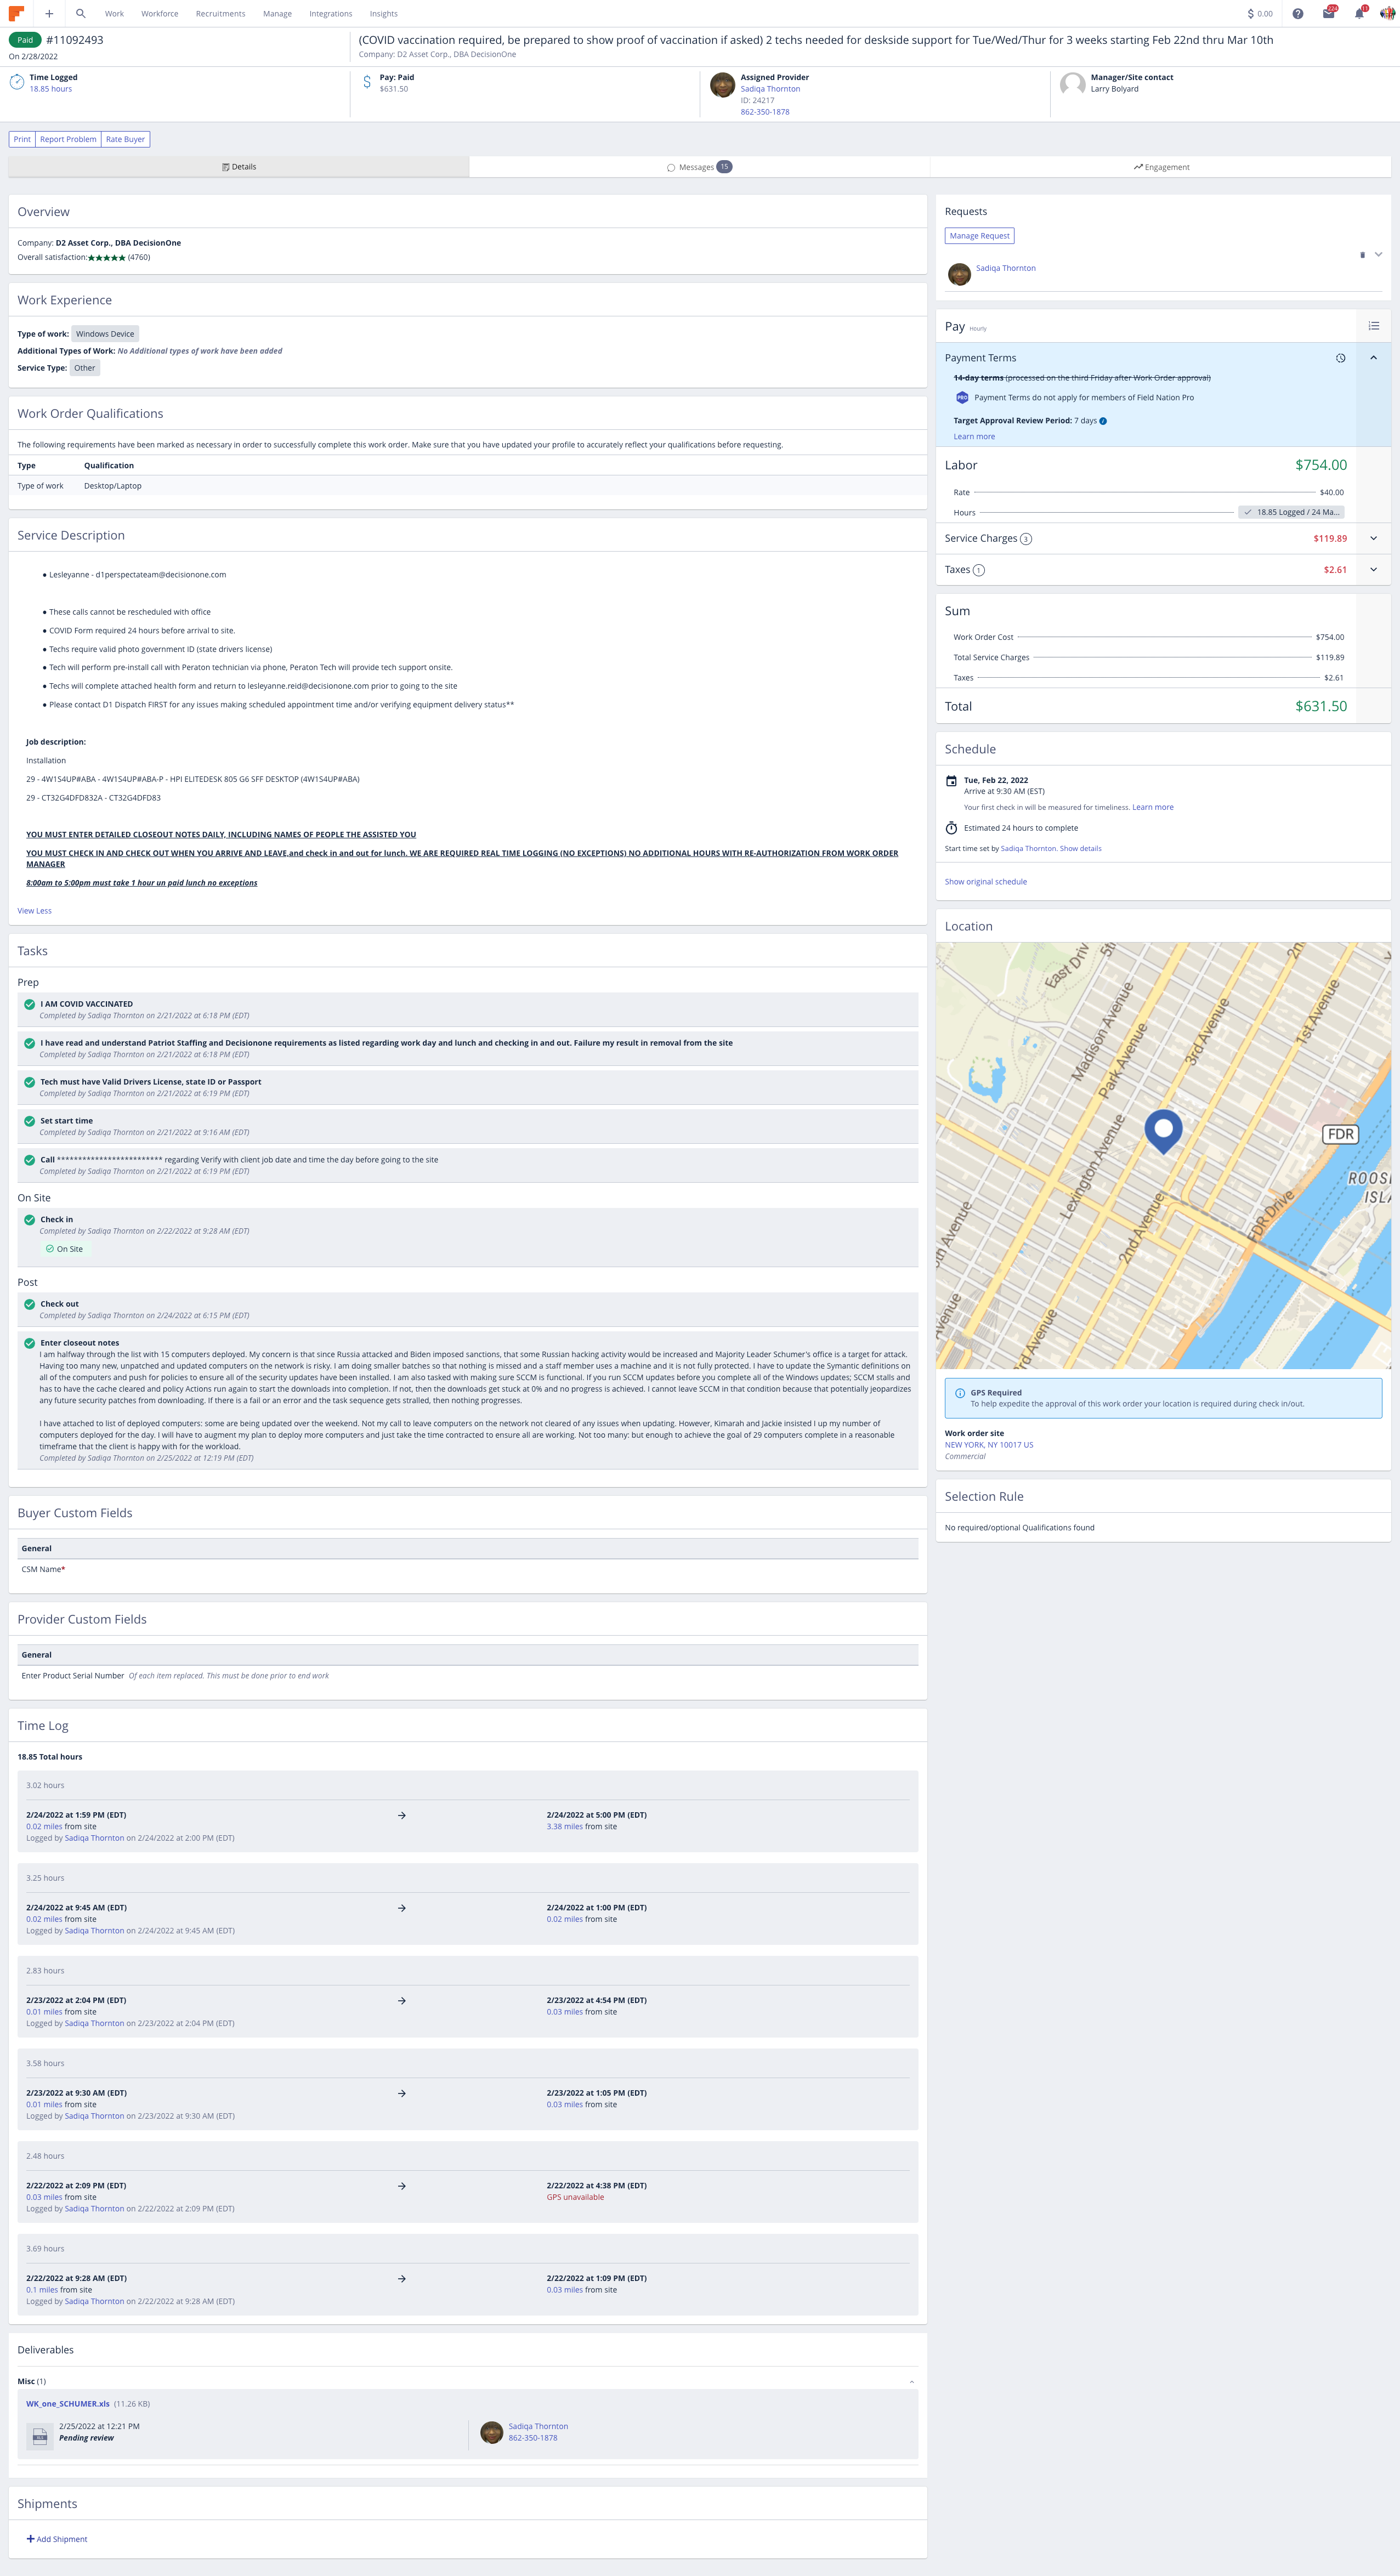 Work Workforce Recruitments Manage Integrations Insights $ 0.00 224 11
Paid #11092493
On 2/28/2022
(COVID vaccination required, be prepared to show proof of vaccination if asked) 2 techs needed for deskside support for Tue/Wed/Thur for 3 weeks starting Feb 22nd thru Mar 10th
Company: D2 Asset Corp., DBA DecisionOne
Time Logged
18.85 hours
Pay: Paid
$631.50
Assigned Provider
Sadiqa Thornton
ID: 24217
862-350-1878
Manager/Site contact
Larry Bolyard
Print Report Problem Rate Buyer
Details Messages 15 Engagement
Overview
Company: D2 Asset Corp., DBA DecisionOne
Overall satisfaction:★★★★★ (4760)
Work Experience
Type of work: Windows Device
Additional Types of Work: No Additional types of work have been added
Service Type: Other
Work Order Qualifications
The following requirements have been marked as necessary in order to successfully complete this work order. Make sure that you have updated your profile to accurately reflect your qualifications before requesting.
Type Qualification
Type of work Desktop/Laptop
Service Description
● Lesleyanne - d1perspectateam@decisionone.com
● These calls cannot be rescheduled with office
● COVID Form required 24 hours before arrival to site.
● Techs require valid photo government ID (state drivers license)
● Tech will perform pre-install call with Peraton technician via phone, Peraton Tech will provide tech support onsite.
● Techs will complete attached health form and return to lesleyanne.reid@decisionone.com prior to going to the site
● Please contact D1 Dispatch FIRST for any issues making scheduled appointment time and/or verifying equipment delivery status**
Job description:
Installation
29 - 4W1S4UP#ABA - 4W1S4UP#ABA-P - HPI ELITEDESK 805 G6 SFF DESKTOP (4W1S4UP#ABA)
29 - CT32G4DFD832A - CT32G4DFD83
YOU MUST ENTER DETAILED CLOSEOUT NOTES DAILY, INCLUDING NAMES OF PEOPLE THE ASSISTED YOU
YOU MUST CHECK IN AND CHECK OUT WHEN YOU ARRIVE AND LEAVE,and check in and out for lunch. WE ARE REQUIRED REAL TIME LOGGING (NO EXCEPTIONS) NO ADDITIONAL HOURS WITH RE-AUTHORIZATION FROM WORK ORDER
MANAGER
8:00am to 5:00pm must take 1 hour un paid lunch no exceptions
View Less
Tasks
Prep
I AM COVID VACCINATED
Completed by Sadiqa Thornton on 2/21/2022 at 6:18 PM (EDT)
I have read and understand Patriot Staffing and Decisionone requirements as listed regarding work day and lunch and checking in and out. Failure my result in removal from the site
Completed by Sadiqa Thornton on 2/21/2022 at 6:18 PM (EDT)
Tech must have Valid Drivers License, state ID or Passport
Completed by Sadiqa Thornton on 2/21/2022 at 6:19 PM (EDT)
Set start time
Completed by Sadiqa Thornton on 2/21/2022 at 9:16 AM (EDT)
Call ************************* regarding Verify with client job date and time the day before going to the site
Completed by Sadiqa Thornton on 2/21/2022 at 6:19 PM (EDT)
On Site
Check in
Completed by Sadiqa Thornton on 2/22/2022 at 9:28 AM (EDT)
On Site
Post
Check out
Completed by Sadiqa Thornton on 2/24/2022 at 6:15 PM (EDT)
Enter closeout notes
I am halfway through the list with 15 computers deployed. My concern is that since Russia attacked and Biden imposed sanctions, that some Russian hacking activity would be increased and Majority Leader Schumer's office is a target for attack.
Having too many new, unpatched and updated computers on the network is risky. I am doing smaller batches so that nothing is missed and a staff member uses a machine and it is not fully protected. I have to update the Symantic definitions on
all of the computers and push for policies to ensure all of the security updates have been installed. I am also tasked with making sure SCCM is functional. If you run SCCM updates before you complete all of the Windows updates; SCCM stalls and
has to have the cache cleared and policy Actions run again to start the downloads into completion. If not, then the downloads get stuck at 0% and no progress is achieved. I cannot leave SCCM in that condition because that potentially jeopardizes
any future security patches from downloading. If there is a fail or an error and the task sequence gets stralled, then nothing progresses.
I have attached to list of deployed computers: some are being updated over the weekend. Not my call to leave computers on the network not cleared of any issues when updating. However, Kimarah and Jackie insisted I up my number of
computers deployed for the day. I will have to augment my plan to deploy more computers and just take the time contracted to ensure all are working. Not too many: but enough to achieve the goal of 29 computers complete in a reasonable
timeframe that the client is happy with for the workload.
Completed by Sadiqa Thornton on 2/25/2022 at 12:19 PM (EDT)
Buyer Custom Fields
General
CSM Name*
Provider Custom Fields
General
Enter Product Serial Number Of each item replaced. This must be done prior to end work
Time Log
18.85 Total hours
3.02 hours
2/24/2022 at 1:59 PM (EDT) → 2/24/2022 at 5:00 PM (EDT)
0.02 miles from site 3.38 miles from site
Logged by Sadiqa Thornton on 2/24/2022 at 2:00 PM (EDT)
3.25 hours
2/24/2022 at 9:45 AM (EDT) → 2/24/2022 at 1:00 PM (EDT)
0.02 miles from site 0.02 miles from site
Logged by Sadiqa Thornton on 2/24/2022 at 9:45 AM (EDT)
2.83 hours
2/23/2022 at 2:04 PM (EDT) → 2/23/2022 at 4:54 PM (EDT)
0.01 miles from site 0.03 miles from site
Logged by Sadiqa Thornton on 2/23/2022 at 2:04 PM (EDT)
3.58 hours
2/23/2022 at 9:30 AM (EDT) → 2/23/2022 at 1:05 PM (EDT)
0.01 miles from site 0.03 miles from site
Logged by Sadiqa Thornton on 2/23/2022 at 9:30 AM (EDT)
2.48 hours
2/22/2022 at 2:09 PM (EDT) → 2/22/2022 at 4:38 PM (EDT)
0.03 miles from site GPS unavailable
Logged by Sadiqa Thornton on 2/22/2022 at 2:09 PM (EDT)
3.69 hours
2/22/2022 at 9:28 AM (EDT) → 2/22/2022 at 1:09 PM (EDT)
0.1 miles from site 0.03 miles from site
Logged by Sadiqa Thornton on 2/22/2022 at 9:28 AM (EDT)
Deliverables
Misc (1)
WK_one_SCHUMER.xls (11.26 KB)
2/25/2022 at 12:21 PM
Pending review
Sadiqa Thornton
862-350-1878
Shipments
+ Add Shipment
Requests
Manage Request
Sadiqa Thornton
Pay Hourly
Payment Terms
14-day terms (processed on the third Friday after Work Order approval)
PRO Payment Terms do not apply for members of Field Nation Pro
Target Approval Review Period: 7 days
Learn more
Labor $754.00
Rate $40.00
Hours 18.85 Logged / 24 Ma...
Service Charges 3 $119.89
Taxes 1 $2.61
Sum
Work Order Cost $754.00
Total Service Charges $119.89
Taxes $2.61
Total $631.50
Schedule
Tue, Feb 22, 2022
Arrive at 9:30 AM (EST)
Your first check in will be measured for timeliness. Learn more
Estimated 24 hours to complete
Start time set by Sadiqa Thornton. Show details
Show original schedule
Location
East Driv
5t
2n
Madison Avenue
Park Avenue
3rd Avenue
1st Avenue
FDR
Lexington Avenue
ROOS
ISL
2nd Avenue
FDR Drive
th Avenue
Avenue
rd Avenue
GPS Required
To help expedite the approval of this work order your location is required during check in/out.
Work order site
NEW YORK, NY 10017 US
Commercial
Selection Rule
No required/optional Qualifications found